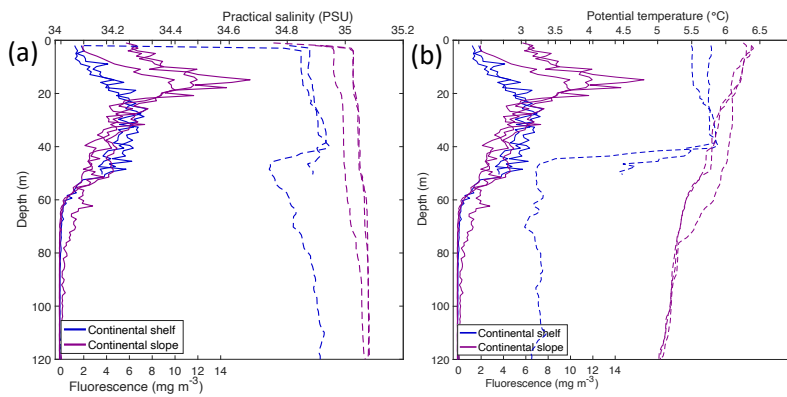 Practical salinity (PSU)
34 34.2 34.4 34.6 34.8 35 35.2
(a)
0
20
40
60
80
100
120
Depth (m)
Continental shelf
Continental slope
0 2 4 6 8 10 12 14
Fluorescence (mg m⁻³)
Potential temperature (°C)
3 3.5 4.5 5 5.5 6 6.5
(b)
0
20
40
60
80
100
120
Depth (m)
Continental shelf
Continental slope
0 2 4 6 8 10 12 14
Fluorescence (mg m⁻³)